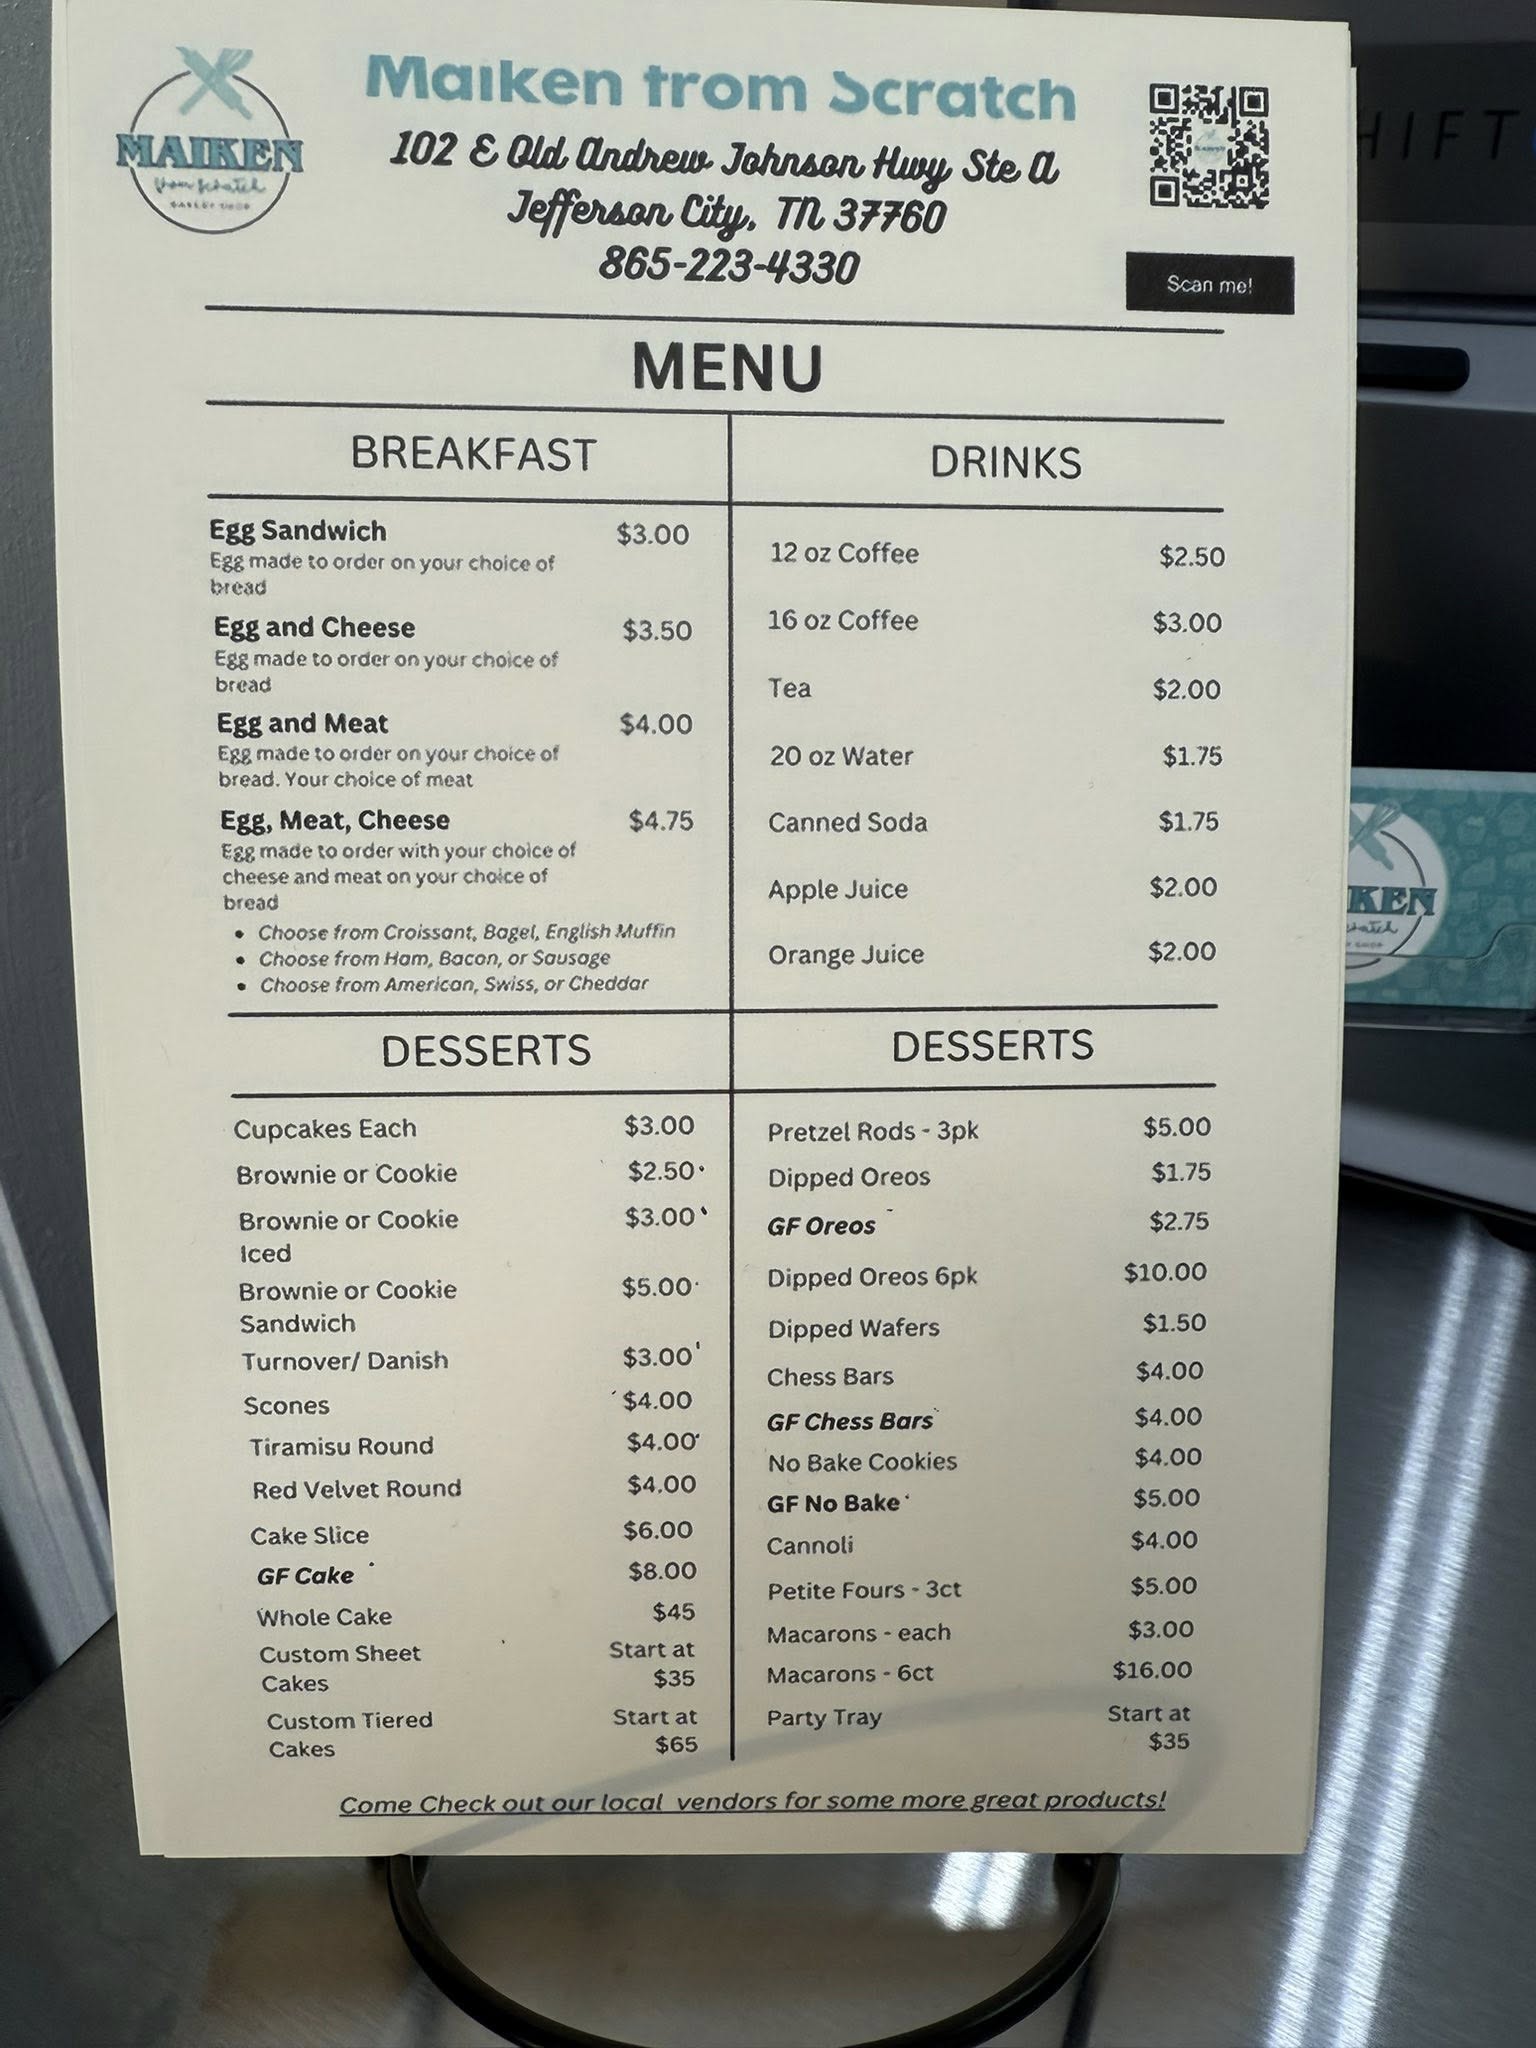 MAIKEN
from Scratch
BAKERY SHOP
Maiken from Scratch
102 E Old Andrew Johnson Hwy Ste A
Jefferson City, TN 37760
865-223-4330
Scan me!
MENU
BREAKFAST
Egg Sandwich $3.00
Egg made to order on your choice of
bread
Egg and Cheese $3.50
Egg made to order on your choice of
bread
Egg and Meat $4.00
Egg made to order on your choice of
bread. Your choice of meat
Egg, Meat, Cheese $4.75
Egg made to order with your choice of
cheese and meat on your choice of
bread
• Choose from Croissant, Bagel, English Muffin
• Choose from Ham, Bacon, or Sausage
• Choose from American, Swiss, or Cheddar
DRINKS
12 oz Coffee $2.50
16 oz Coffee $3.00
Tea $2.00
20 oz Water $1.75
Canned Soda $1.75
Apple Juice $2.00
Orange Juice $2.00
DESSERTS
Cupcakes Each $3.00
Brownie or Cookie $2.50
Brownie or Cookie $3.00
Iced
Brownie or Cookie $5.00
Sandwich
Turnover/ Danish $3.00
Scones $4.00
Tiramisu Round $4.00
Red Velvet Round $4.00
Cake Slice $6.00
GF Cake $8.00
Whole Cake $45
Custom Sheet Start at
Cakes $35
Custom Tiered Start at
Cakes $65
DESSERTS
Pretzel Rods - 3pk $5.00
Dipped Oreos $1.75
GF Oreos $2.75
Dipped Oreos 6pk $10.00
Dipped Wafers $1.50
Chess Bars $4.00
GF Chess Bars $4.00
No Bake Cookies $4.00
GF No Bake $5.00
Cannoli $4.00
Petite Fours - 3ct $5.00
Macarons - each $3.00
Macarons - 6ct $16.00
Party Tray Start at
$35
Come Check out our local vendors for some more great products!
HIFT
KEN